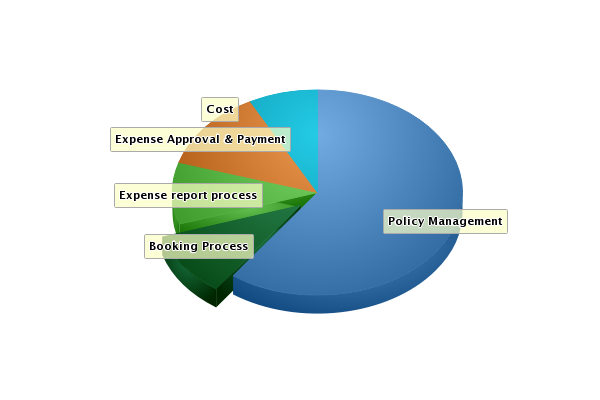 Cost
Expense Approval & Payment
Expense report process
Policy Management
Booking Process